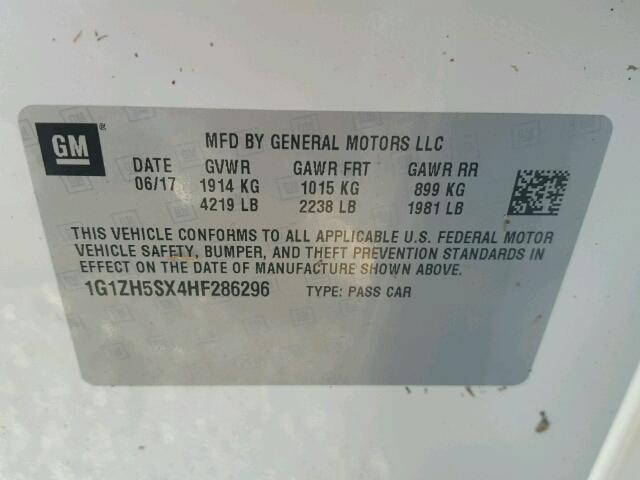 GM ® MFD BY GENERAL MOTORS LLC
DATE GVWR GAWR FRT GAWR RR
06/17 1914 KG 1015 KG 899 KG
4219 LB 2238 LB 1981 LB
THIS VEHICLE CONFORMS TO ALL APPLICABLE U.S. FEDERAL MOTOR
VEHICLE SAFETY, BUMPER, AND THEFT PREVENTION STANDARDS IN
EFFECT ON THE DATE OF MANUFACTURE SHOWN ABOVE.
1G1ZH5SX4HF286296 TYPE: PASS CAR